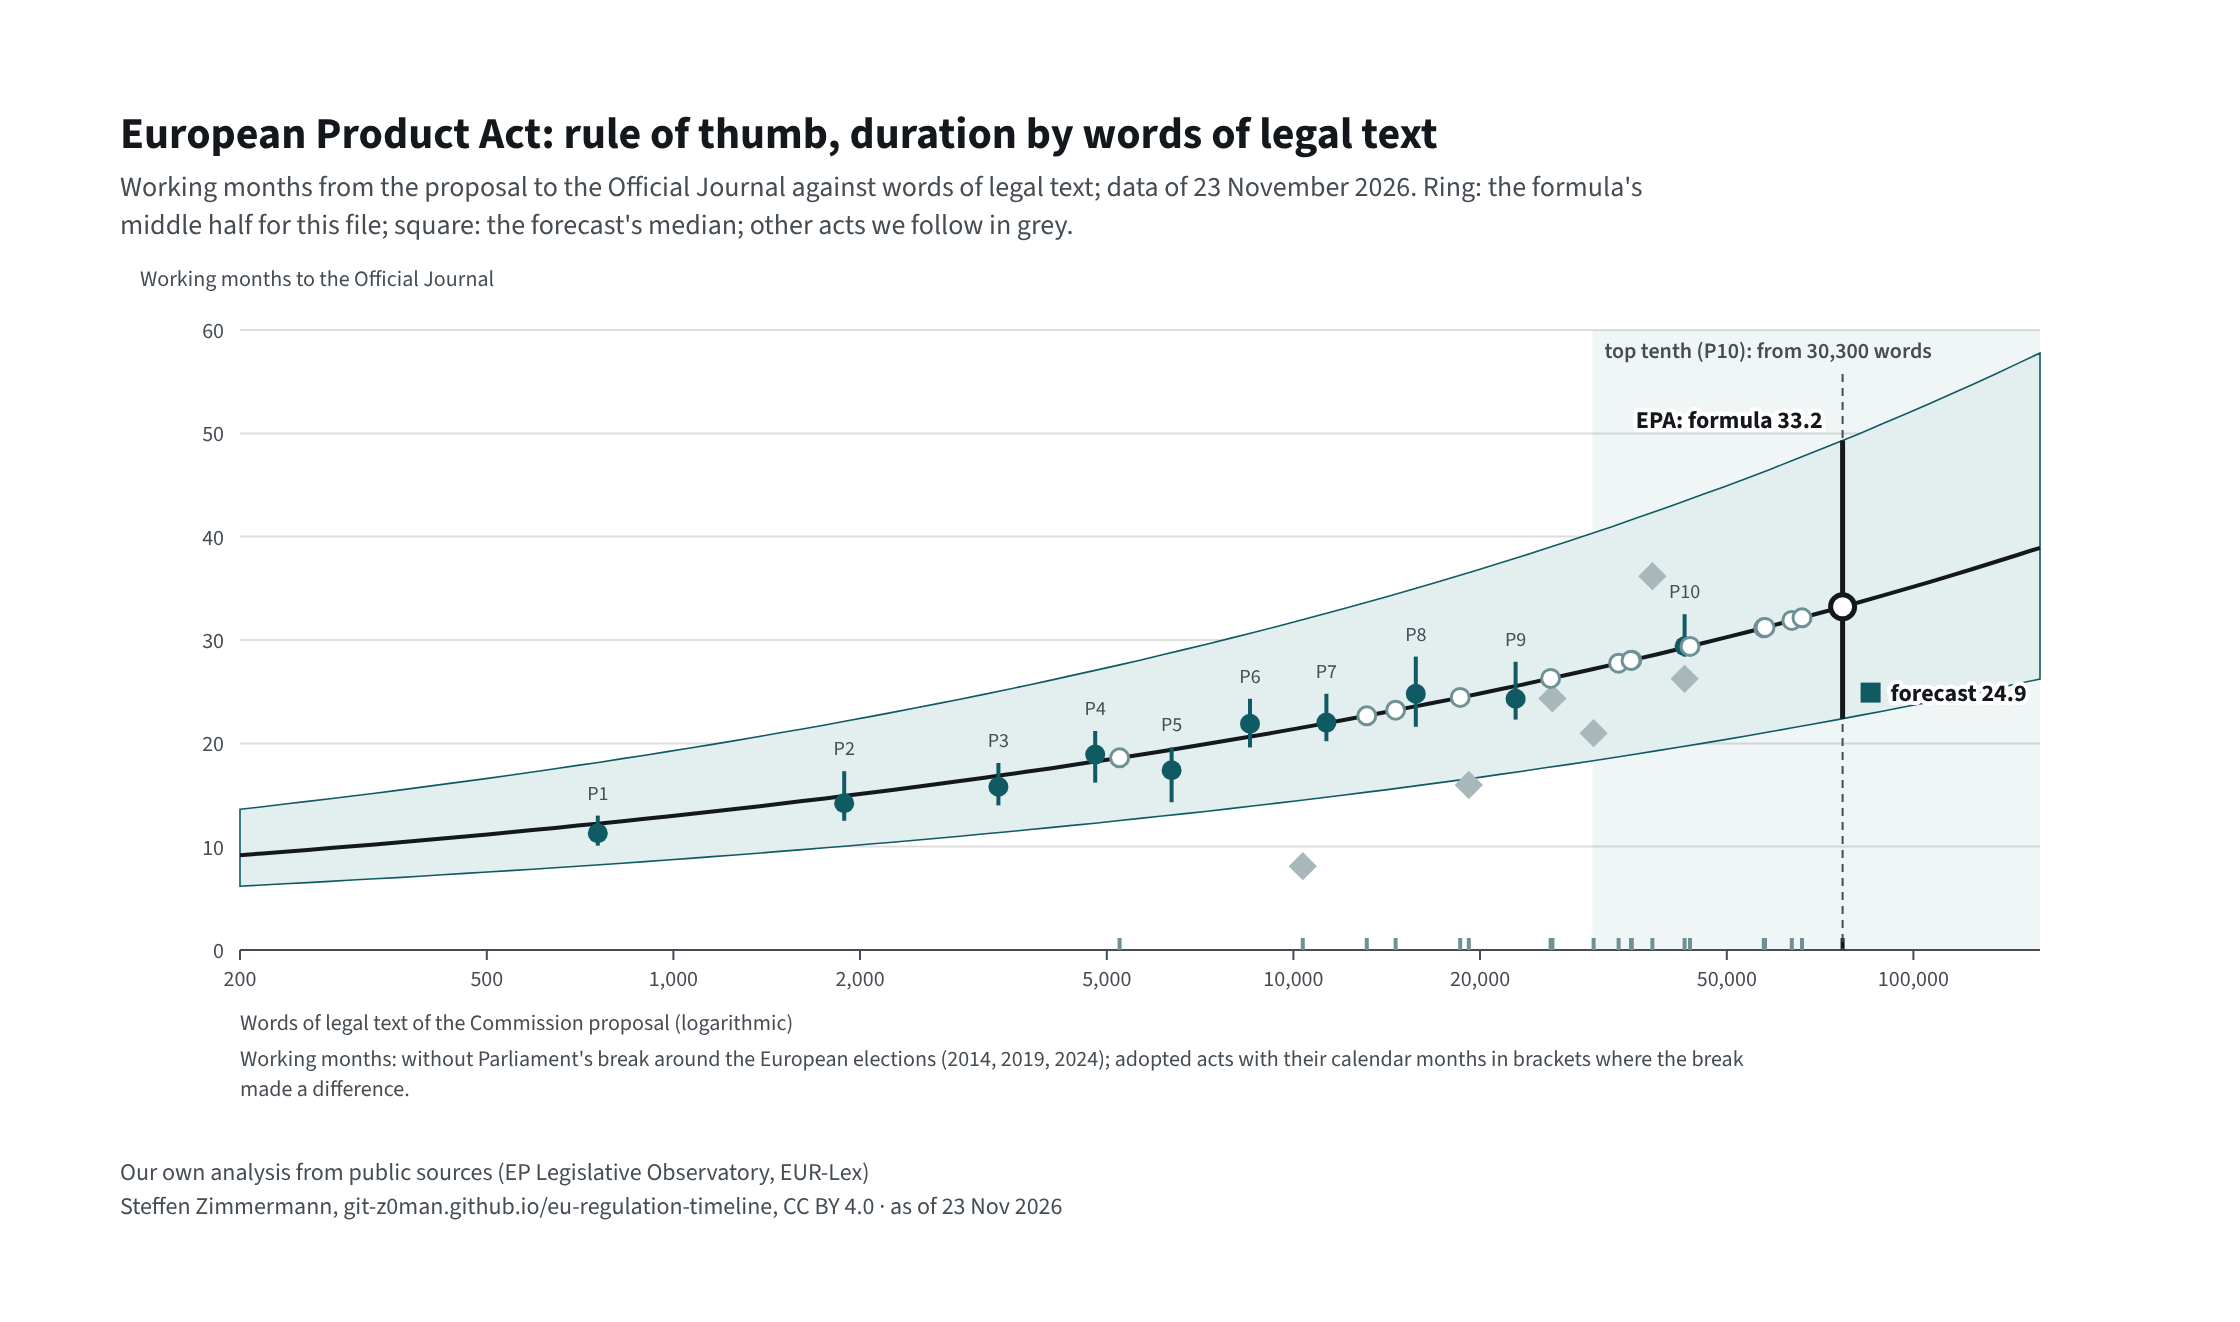 European Product Act: rule of thumb, duration by words of legal text
Working months from the proposal to the Official Journal against words of legal text; data of 23 November 2026. Ring: the formula's
middle half for this file; square: the forecast's median; other acts we follow in grey.
Working months to the Official Journal
60
top tenth (P10): from 30,300 words
EPA: formula 33.2
50
40
P10
P8
P9
30
P7
P6
forecast 24.9
P4
P5
P3
P2
20
P1
10
0
200
500
1,000
2,000
5,000
10,000
20,000
50,000
100,000
Words of legal text of the Commission proposal (logarithmic)
Working months: without Parliament's break around the European elections (2014, 2019, 2024); adopted acts with their calendar months in brackets where the break
made a difference.
Our own analysis from public sources (EP Legislative Observatory, EUR-Lex)
Steffen Zimmermann, git-z0man.github.io/eu-regulation-timeline, CC BY 4.0 · as of 23 Nov 2026